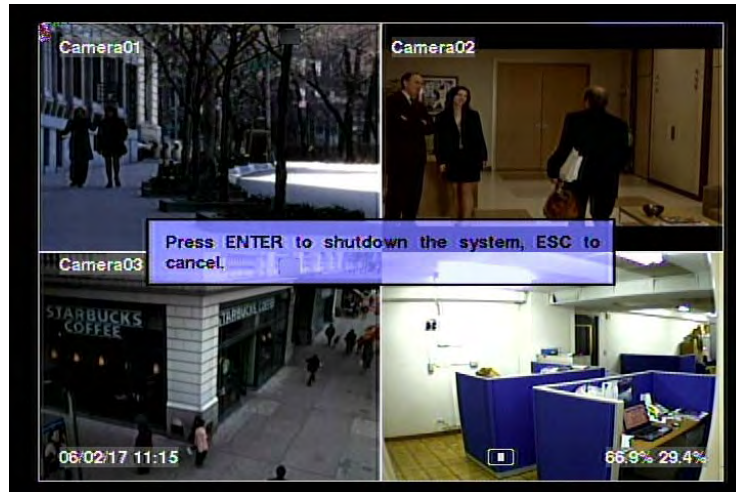 Camera01
Camera02
Press ENTER to shutdown the system, ESC to
cancel.
Camera03
STARBUCKS
COFFEE
STARBUCKS COFFEE
06/02/17 11:15
66.9% 29.4%